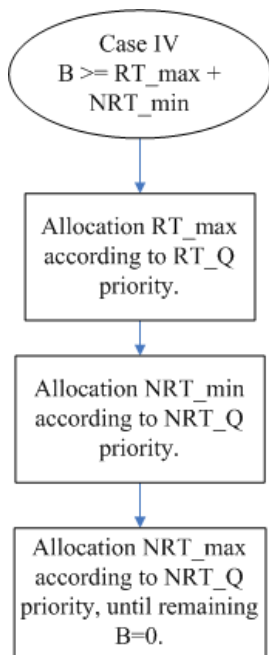 Case IV
B >= RT_max +
NRT_min
Allocation RT_max
according to RT_Q
priority.
Allocation NRT_min
according to NRT_Q
priority.
Allocation NRT_max
according to NRT_Q
priority, until remaining
B=0.